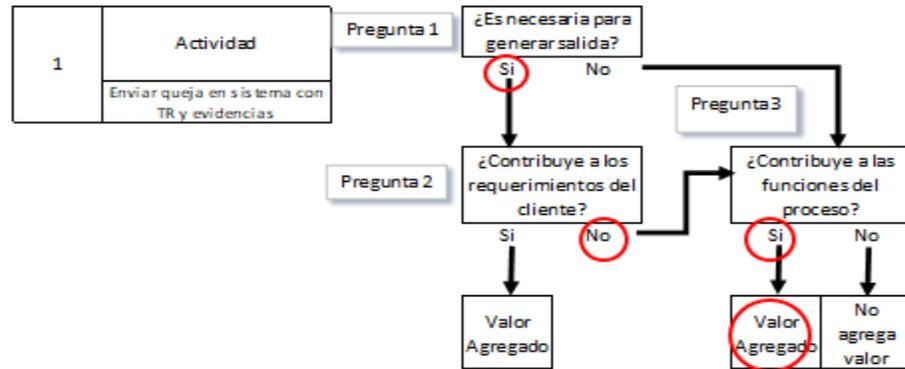 1
Actividad
Enviar queja en sistema con
TR y evidencias
Pregunta 1
¿Es necesaria para
generar salida?
Si No
Pregunta 3
Pregunta 2
¿Contribuye a los
requerimientos del
cliente?
Si No
¿Contribuye a las
funciones del
proceso?
Si No
Valor
Agregado
Valor
Agregado
No
agrega
valor